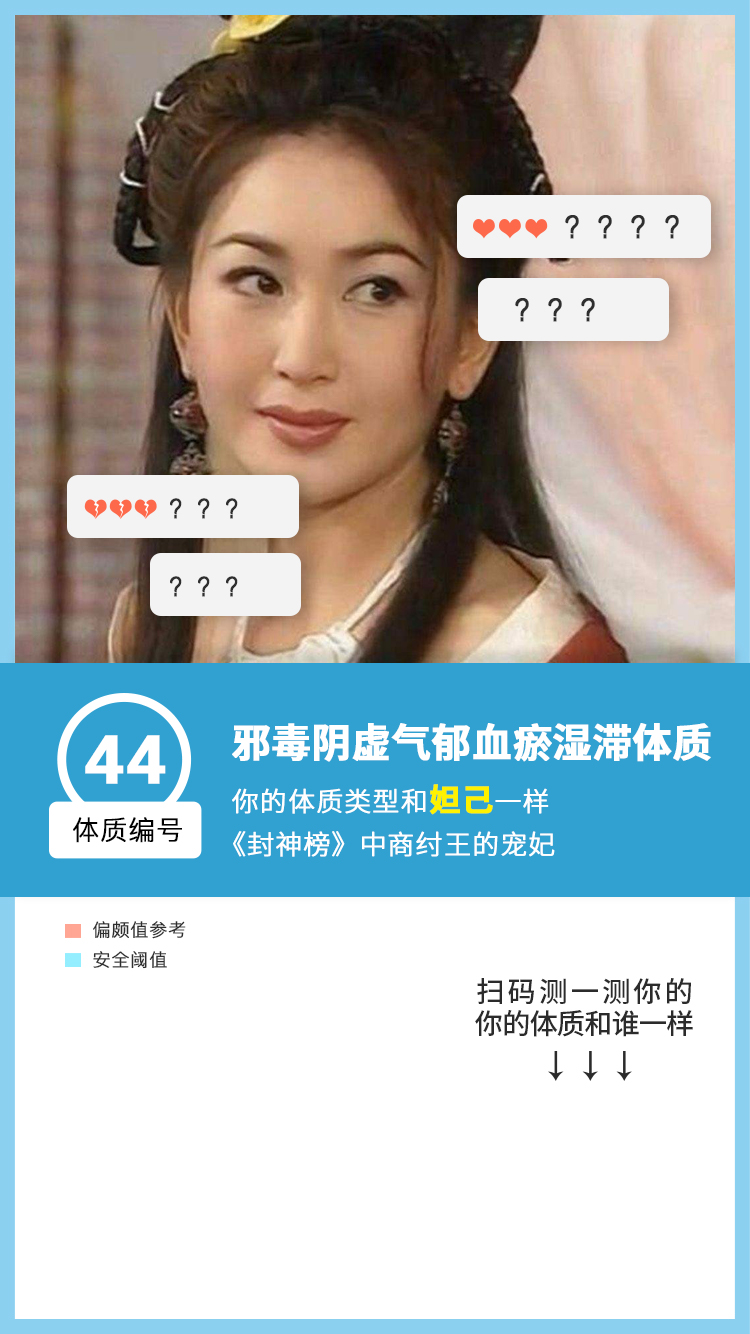 ❤❤❤ ？？？？
？？？
💔💔💔 ？？？
？？？
44
体质编号
邪毒阴虚气郁血瘀湿滞体质
你的体质类型和妲己一样
《封神榜》中商纣王的宠妃
偏颇值参考
安全阈值
扫码测一测你的
你的体质和谁一样
↓↓↓